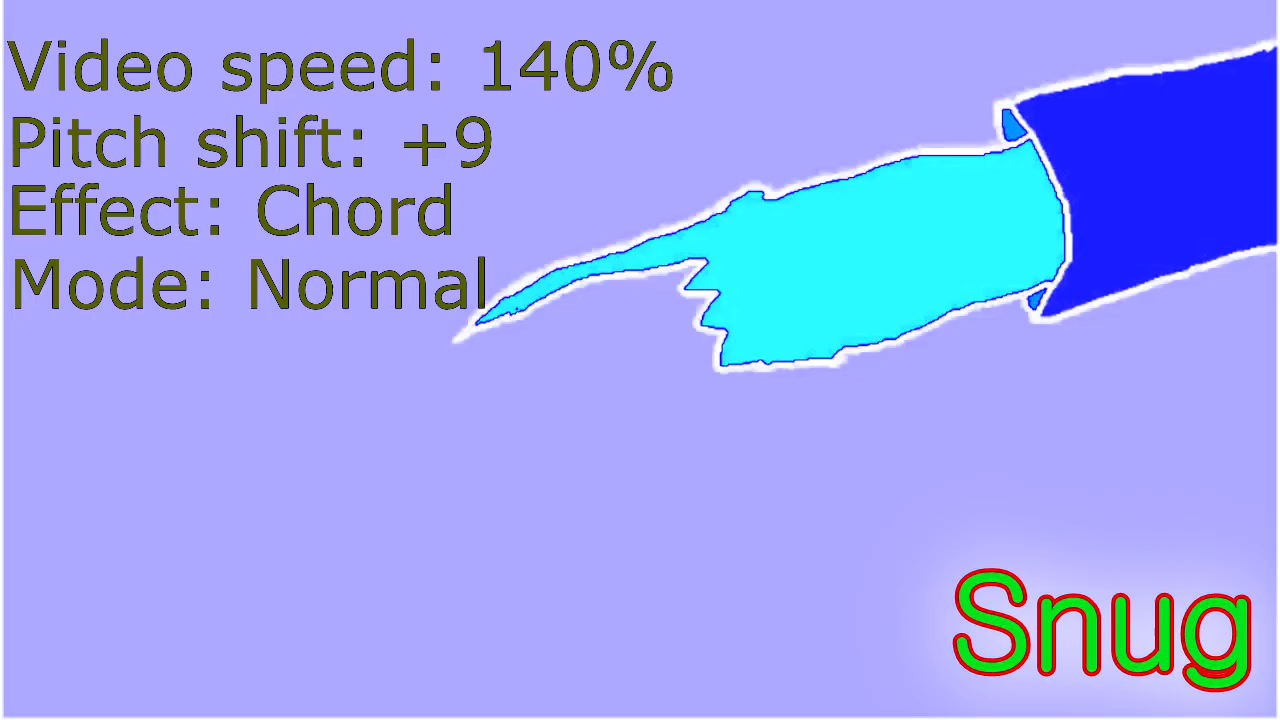 Video speed: 140%
Pitch shift: +9
Effect: Chord
Mode: Normal
Snug